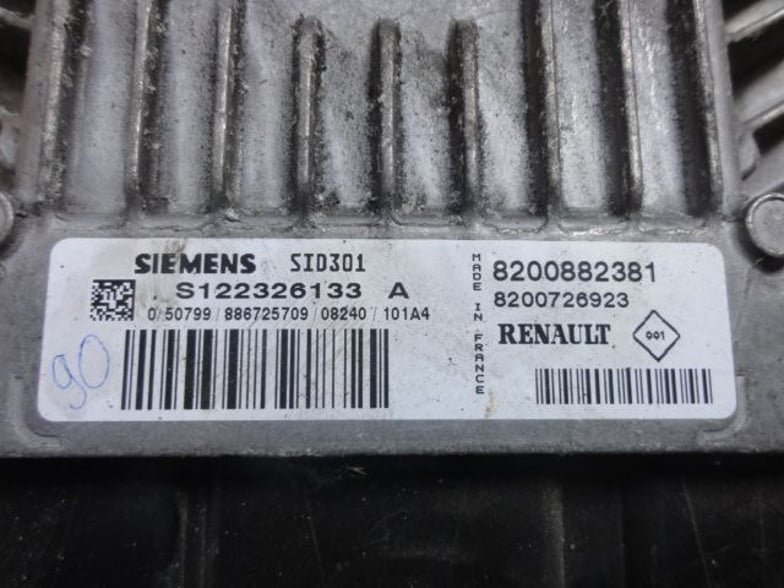 SIEMENS SID301
S122326133 A
0/50799/886725709/08240/101A4
MADE IN FRANCE
8200882381
8200726923
RENAULT 001
90